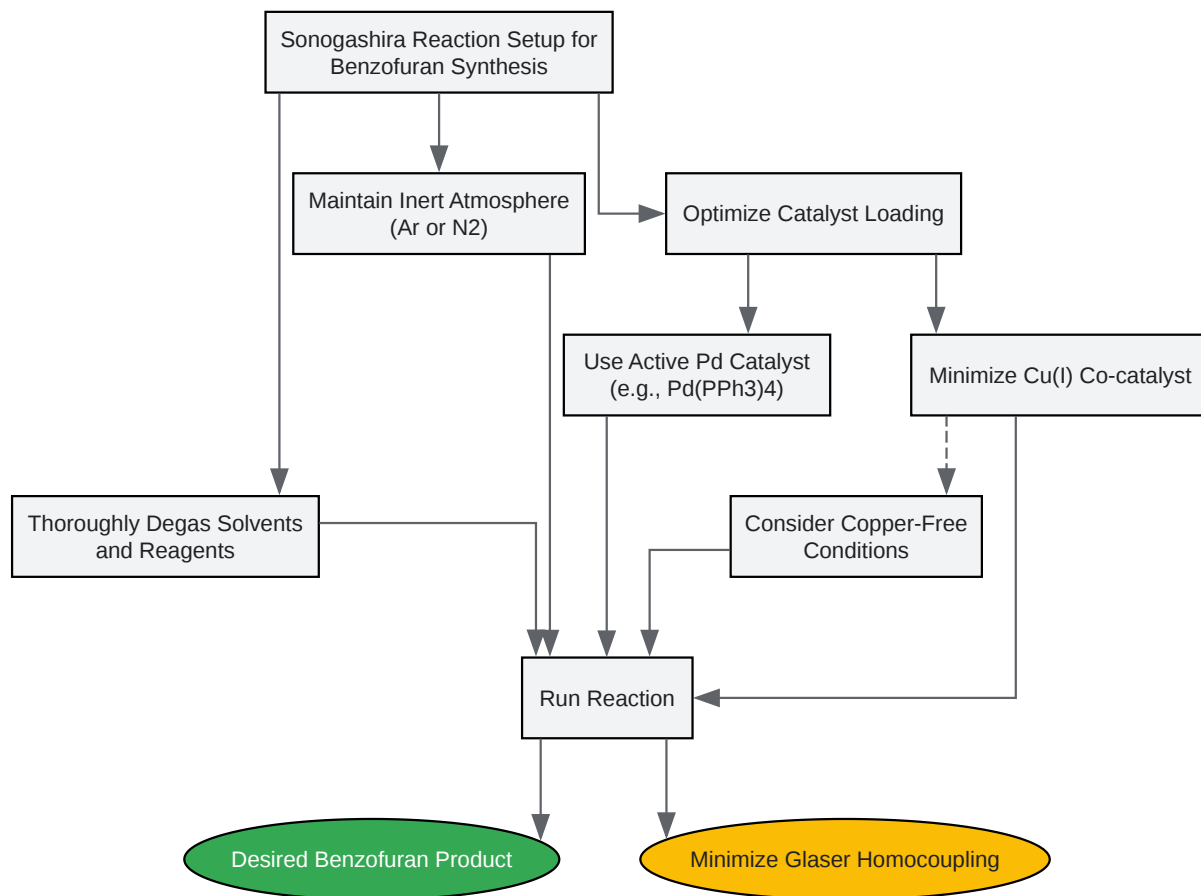 Sonogashira Reaction Setup for
Benzofuran Synthesis
Maintain Inert Atmosphere
(Ar or N2)
Optimize Catalyst Loading
Use Active Pd Catalyst
(e.g., Pd(PPh3)4)
Minimize Cu(I) Co-catalyst
Thoroughly Degas Solvents
and Reagents
Consider Copper-Free
Conditions
Run Reaction
Desired Benzofuran Product
Minimize Glaser Homocoupling